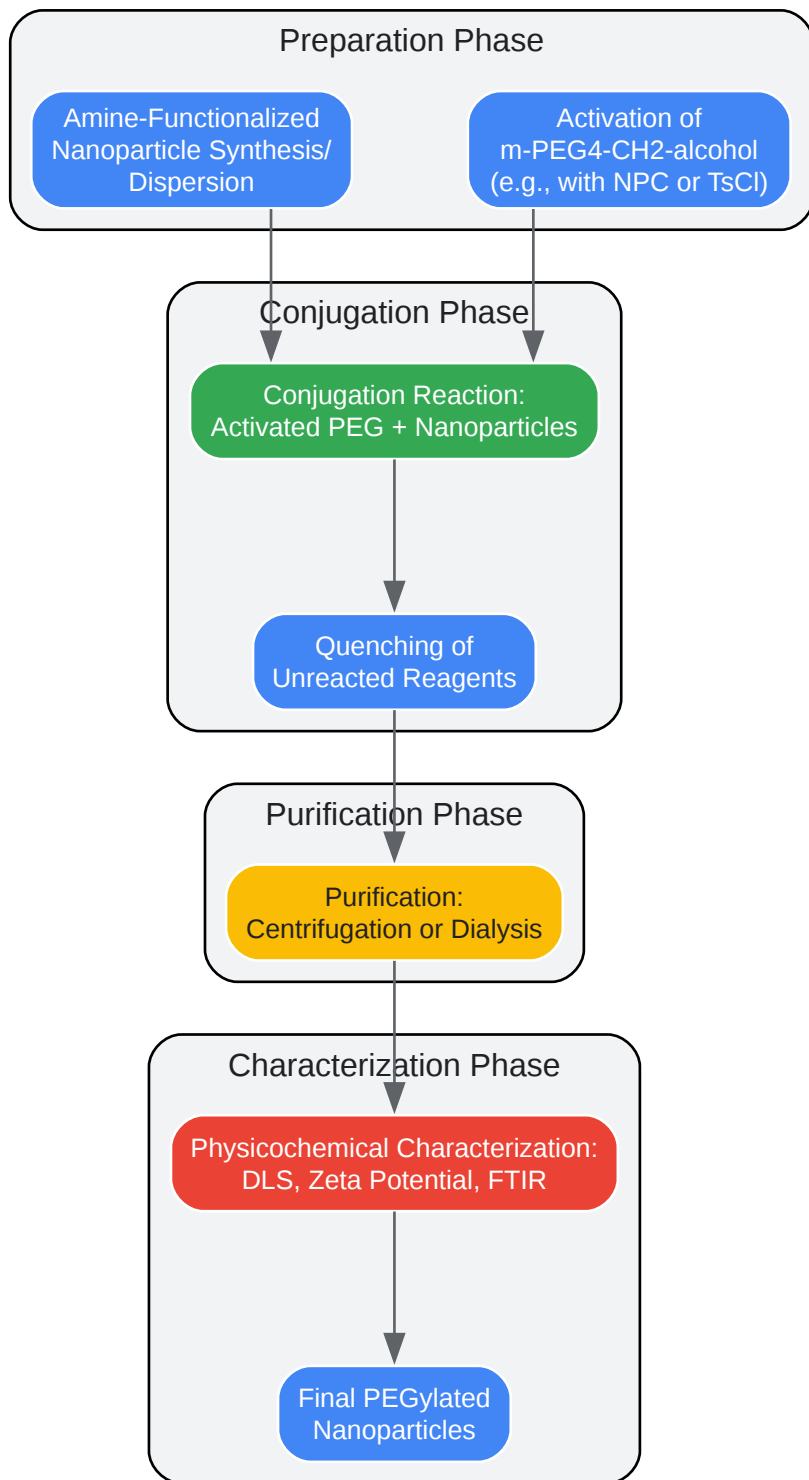 Preparation Phase
Amine-Functionalized
Nanoparticle Synthesis/
Dispersion
Activation of
m-PEG4-CH2-alcohol
(e.g., with NPC or TsCl)
Conjugation Phase
Conjugation Reaction:
Activated PEG + Nanoparticles
Quenching of
Unreacted Reagents
Purification Phase
Purification:
Centrifugation or Dialysis
Characterization Phase
Physicochemical Characterization:
DLS, Zeta Potential, FTIR
Final PEGylated
Nanoparticles